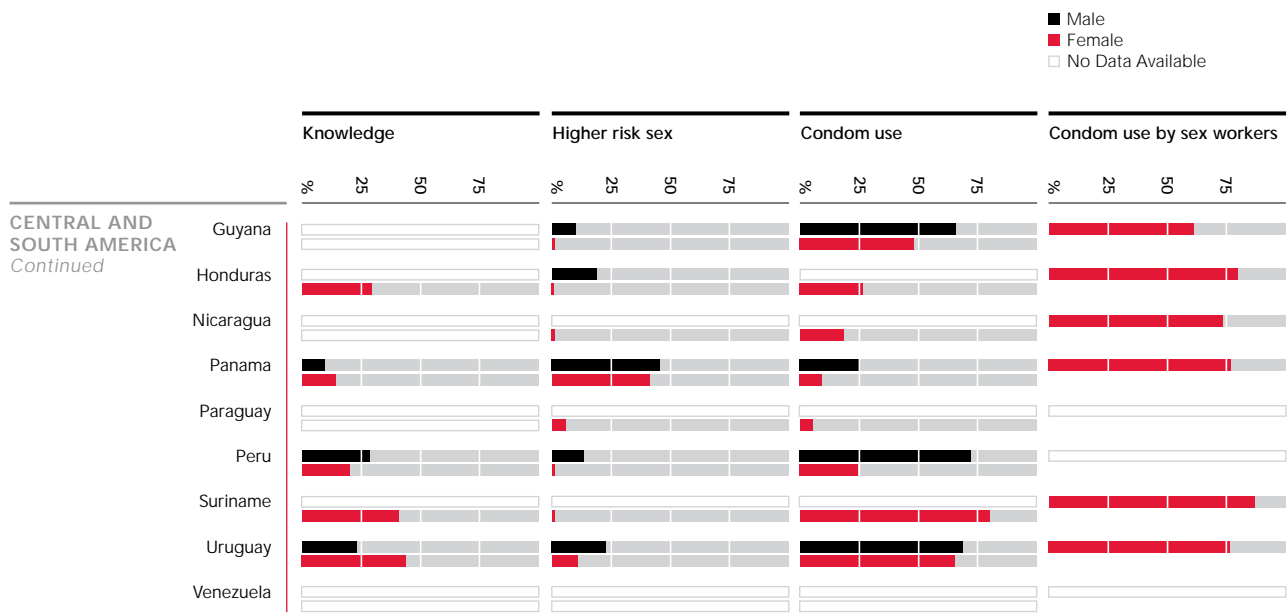 Male
Female
No Data Available
Knowledge
Higher risk sex
Condom use
Condom use by sex workers
% 25 50 75 % 25 50 75 % 25 50 75 % 25 50 75
CENTRAL AND
SOUTH AMERICA
Continued
Guyana
Honduras
Nicaragua
Panama
Paraguay
Peru
Suriname
Uruguay
Venezuela